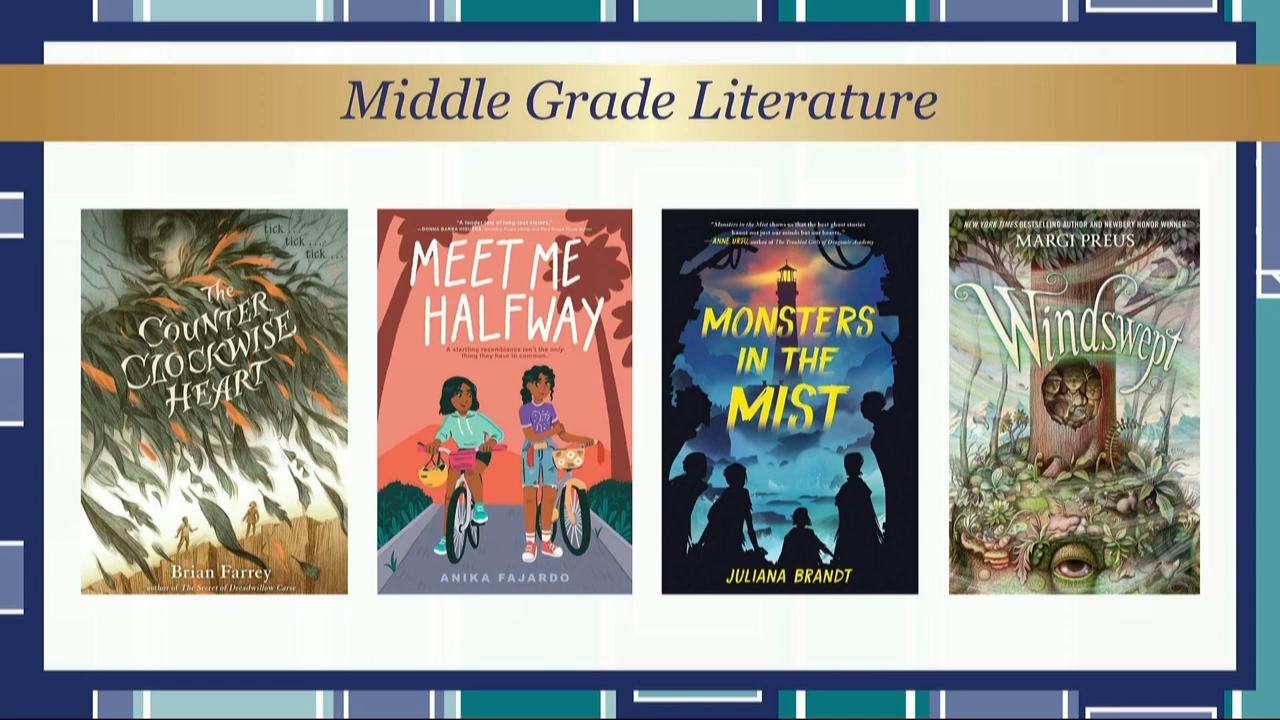 Middle Grade Literature
tick ...
tick ...
tick ...
The
COUNTER
CLOCKWISE
HEART
Brian Farrey
author of The Secret of Dreadwillow Carse
"A tender tale of long-lost sisters."
—DONNA BARBA HIGUERA,
MEET ME
HALFWAY
A startling resemblance isn't the only
thing they have in common.
ANIKA FAJARDO
"Monsters in the Mist shows us that the best ghost stories
haunt not just our minds but our hearts."
—ANNE URSU, author of The Troubled Girls of Dragomir Academy
MONSTERS
IN THE
MIST
JULIANA BRANDT
NEW YORK TIMES BESTSELLING AUTHOR AND NEWBERY HONOR WINNER
MARGI PREUS
Windswept